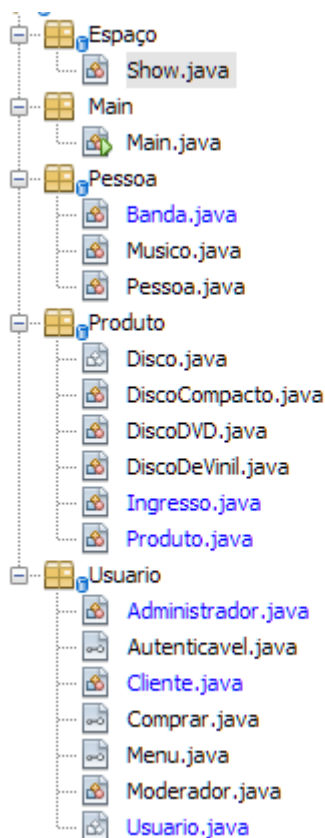 Espaço
Show.java
Main
Main.java
Pessoa
Banda.java
Musico.java
Pessoa.java
Produto
Disco.java
DiscoCompacto.java
DiscoDVD.java
DiscoDeVinil.java
Ingresso.java
Produto.java
Usuario
Administrador.java
Autenticavel.java
Cliente.java
Comprar.java
Menu.java
Moderador.java
Usuario.java